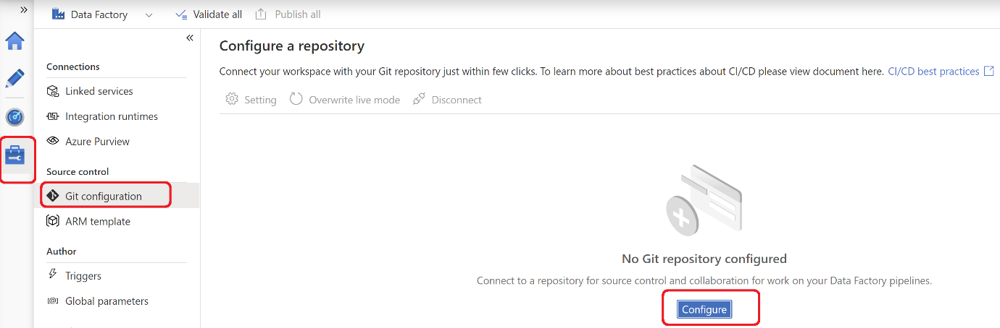 Data Factory
Validate all
Publish all
Connections
Linked services
Integration runtimes
Azure Purview
Source control
Git configuration
ARM template
Author
Triggers
Global parameters
Configure a repository
Connect your workspace with your Git repository just within few clicks. To learn more about best practices about CI/CD please view document here. CI/CD best practices
Setting
Overwrite live mode
Disconnect
No Git repository configured
Connect to a repository for source control and collaboration for work on your Data Factory pipelines.
Configure